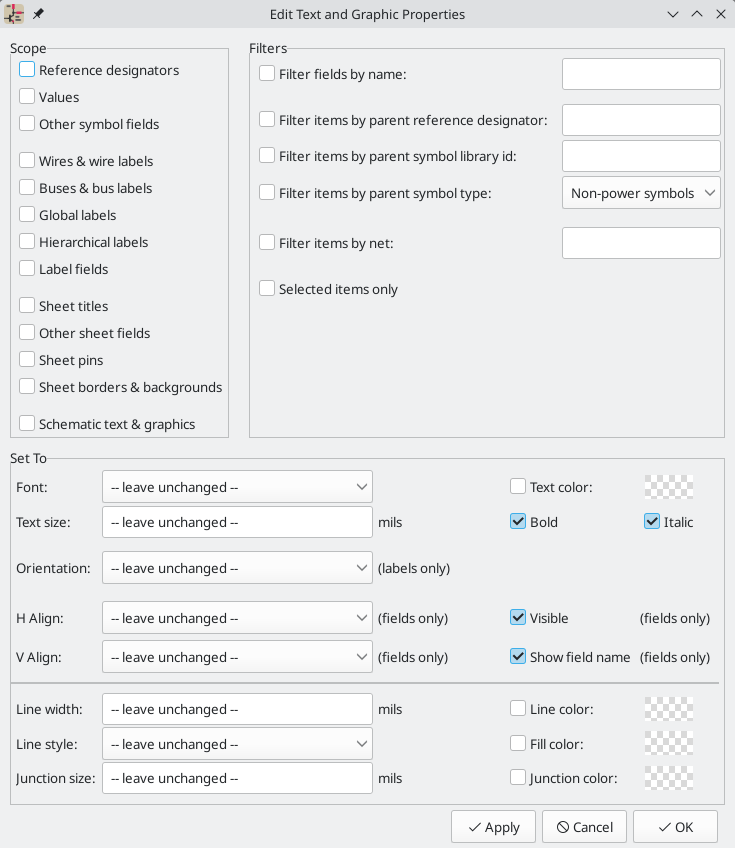 Edit Text and Graphic Properties
Scope
Reference designators
Values
Other symbol fields
Wires & wire labels
Buses & bus labels
Global labels
Hierarchical labels
Label fields
Sheet titles
Other sheet fields
Sheet pins
Sheet borders & backgrounds
Schematic text & graphics
Filters
Filter fields by name:
Filter items by parent reference designator:
Filter items by parent symbol library id:
Filter items by parent symbol type: Non-power symbols
Filter items by net:
Selected items only
Set To
Font: -- leave unchanged -- Text color:
Text size: -- leave unchanged -- mils Bold Italic
Orientation: -- leave unchanged -- (labels only)
H Align: -- leave unchanged -- (fields only) Visible (fields only)
V Align: -- leave unchanged -- (fields only) Show field name (fields only)
Line width: -- leave unchanged -- mils Line color:
Line style: -- leave unchanged -- Fill color:
Junction size: -- leave unchanged -- mils Junction color:
Apply Cancel OK